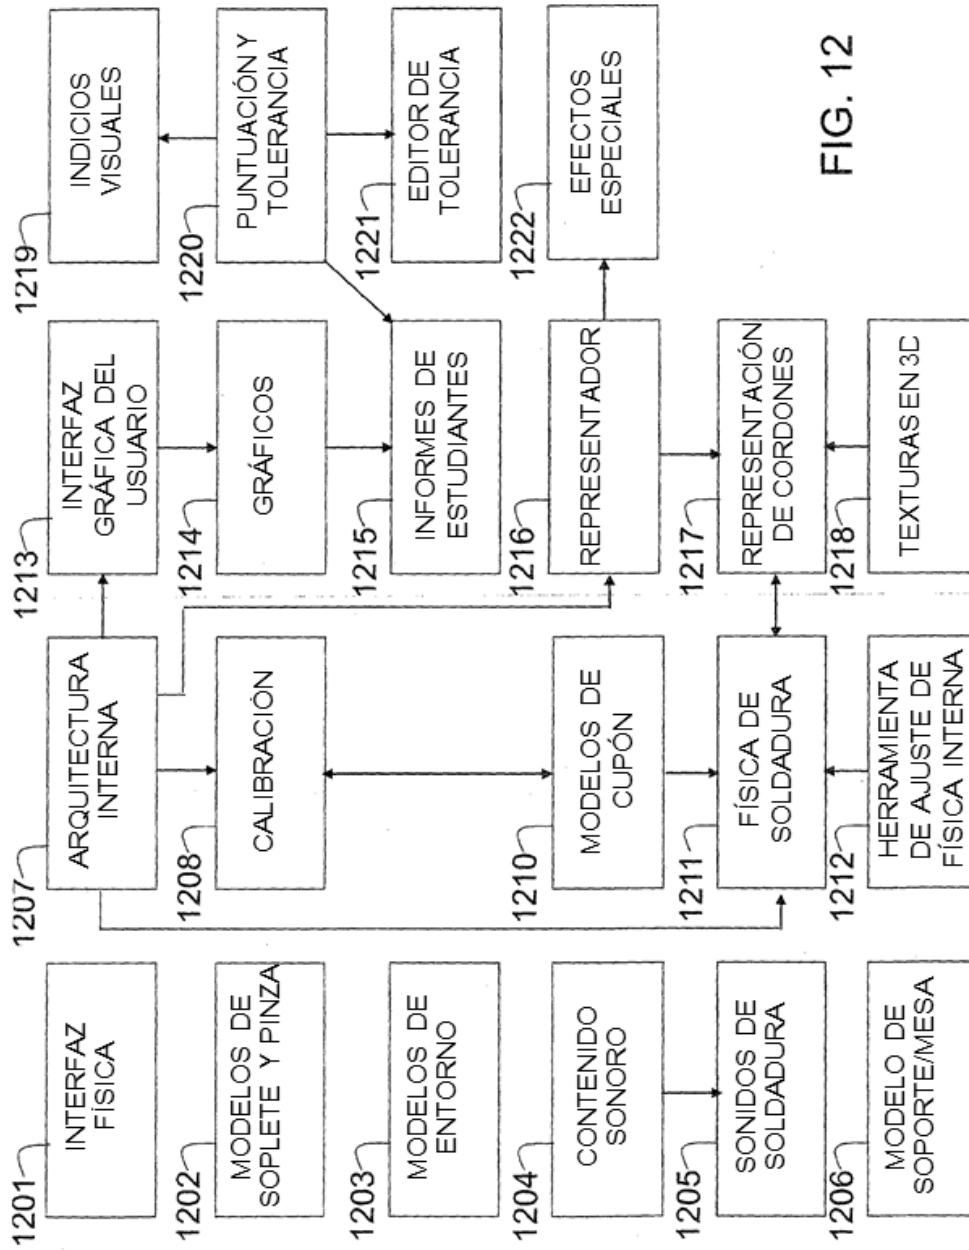 1201
INTERFAZ
FÍSICA
1202
MODELOS DE
SOPLETE Y PINZA
1203
MODELOS DE
ENTORNO
1204
CONTENIDO
SONORO
1205
SONIDOS DE
SOLDADURA
1206
MODELO DE
SOPORTE/MESA
1207
ARQUITECTURA
INTERNA
1208
CALIBRACIÓN
1210
MODELOS DE
CUPÓN
1211
FÍSICA DE
SOLDADURA
1212
HERRAMIENTA
DE AJUSTE DE
FÍSICA INTERNA
1213
INTERFAZ
GRÁFICA DEL
USUARIO
1214
GRÁFICOS
1215
INFORMES DE
ESTUDIANTES
1216
REPRESENTADOR
1217
REPRESENTACIÓN
DE CORDONES
1218
TEXTURAS EN 3D
1219
INDICIOS
VISUALES
1220
PUNTUACIÓN Y
TOLERANCIA
1221
EDITOR DE
TOLERANCIA
1222
EFECTOS
ESPECIALES
FIG. 12